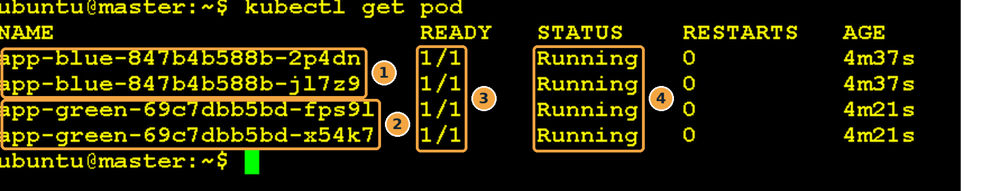 ubuntu@master:~$ kubectl get pod
NAME READY STATUS RESTARTS AGE
app-blue-847b4b588b-2p4dn 1/1 Running 0 4m37s
app-blue-847b4b588b-jl7z9 1/1 Running 0 4m37s
1
3
4
app-green-69c7dbb5bd-fps9l 1/1 Running 0 4m21s
app-green-69c7dbb5bd-x54k7 1/1 Running 0 4m21s
2
ubuntu@master:~$